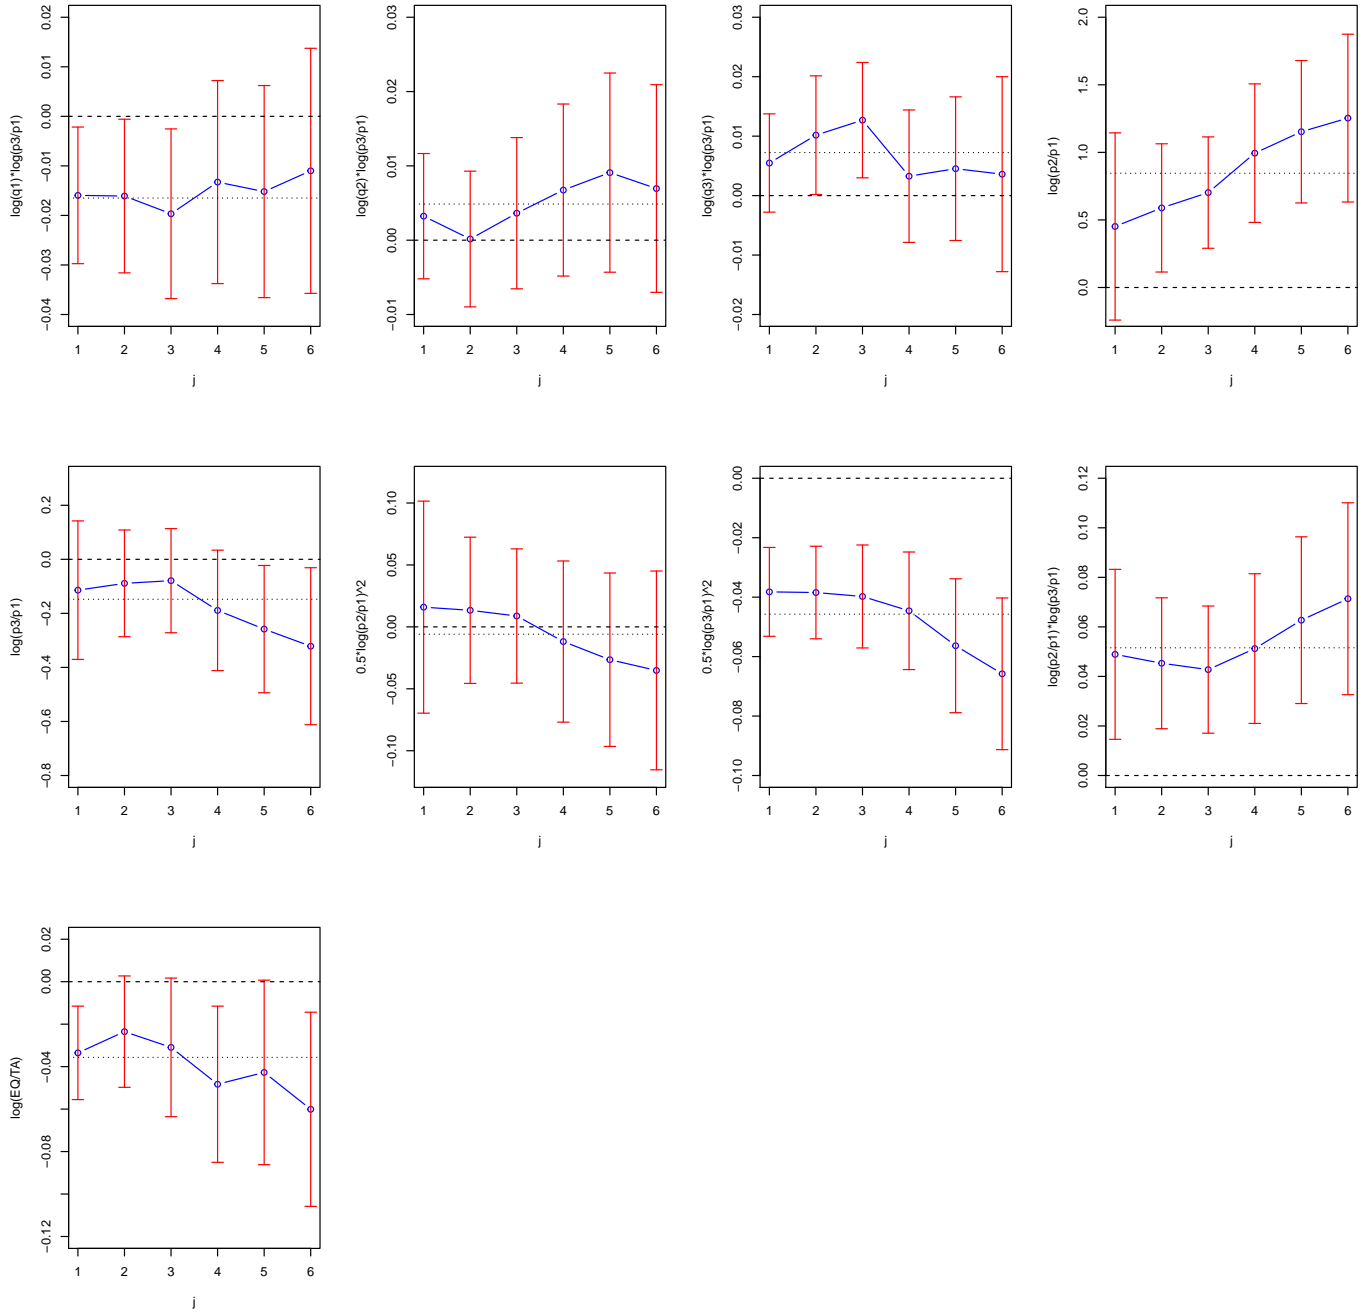 log(q1)*log(p3/p1)
−0.04 −0.03 −0.02 −0.01 0.00 0.01 0.02
1 2 3 4 5 6
j
log(q2)*log(p3/p1)
−0.01 0.00 0.01 0.02 0.03
1 2 3 4 5 6
j
log(q3)*log(p3/p1)
−0.02 −0.01 0.00 0.01 0.02 0.03
1 2 3 4 5 6
j
log(p2/p1)
0.0 0.5 1.0 1.5 2.0
1 2 3 4 5 6
j
log(p3/p1)
−0.8 −0.6 −0.4 −0.2 0.0 0.2
1 2 3 4 5 6
j
0.5*log(p2/p1)^2
−0.10 −0.05 0.00 0.05 0.10
1 2 3 4 5 6
j
0.5*log(p3/p1)^2
−0.10 −0.08 −0.06 −0.04 −0.02 0.00
1 2 3 4 5 6
j
log(p2/p1)*log(p3/p1)
0.00 0.02 0.04 0.06 0.08 0.10 0.12
1 2 3 4 5 6
j
log(EQ/TA)
−0.12 −0.08 −0.04 0.00 0.02
1 2 3 4 5 6
j